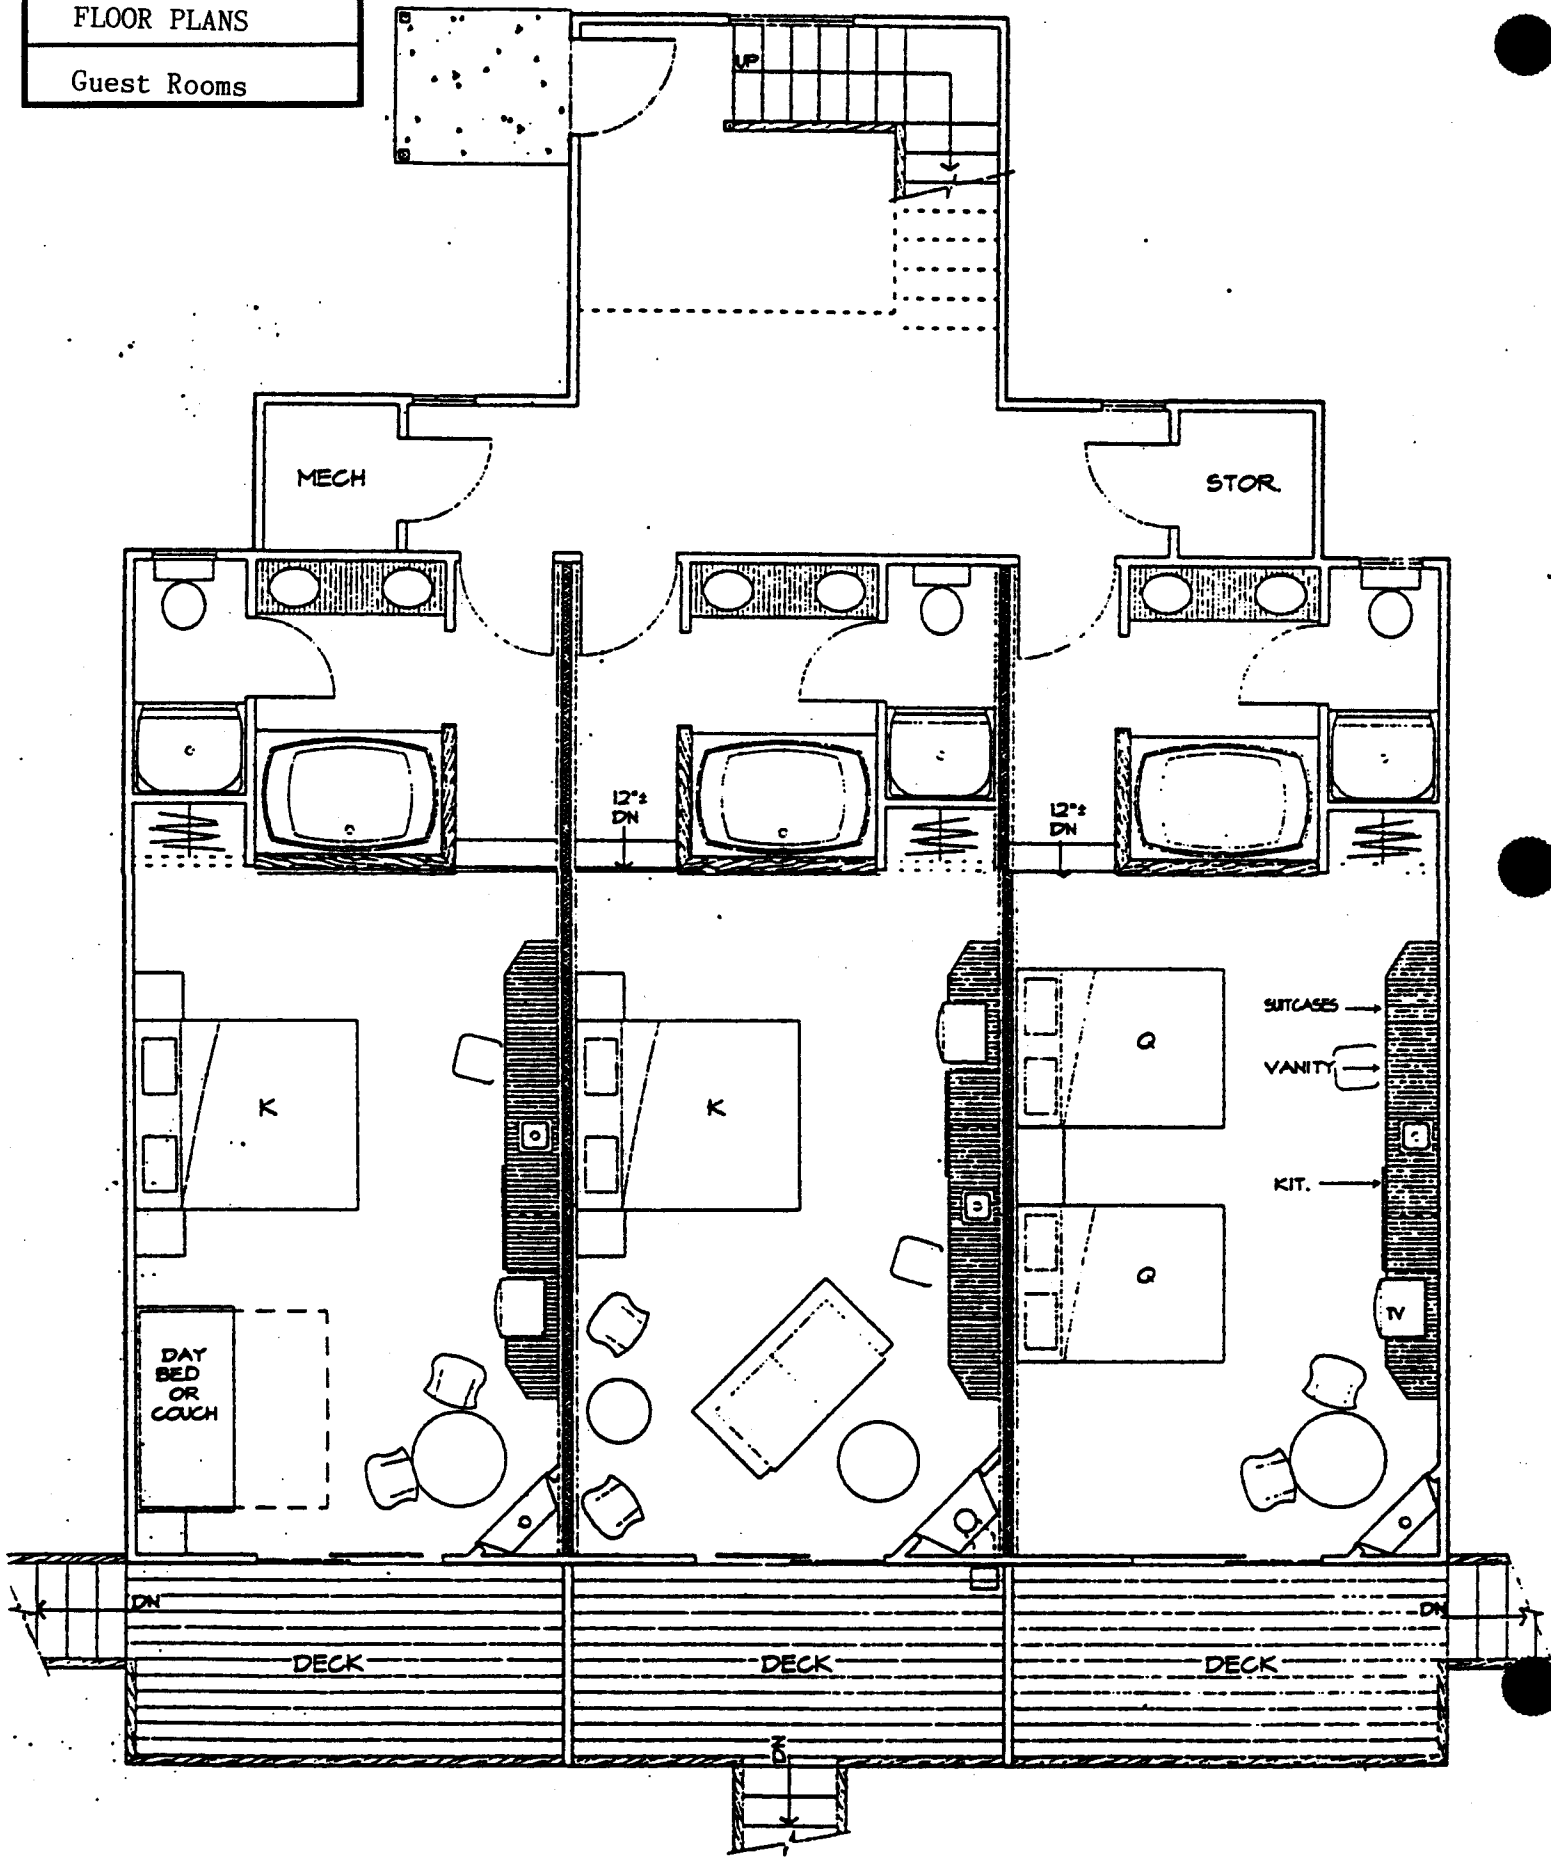 FLOOR PLANS
Guest Rooms
UP
MECH
STOR.
12"±
DN
12"±
DN
SUITCASES
VANITY
KIT.
K
K
Q
Q
TV
DAY
BED
OR
COUCH
DN
DN
DECK
DECK
DECK
DN